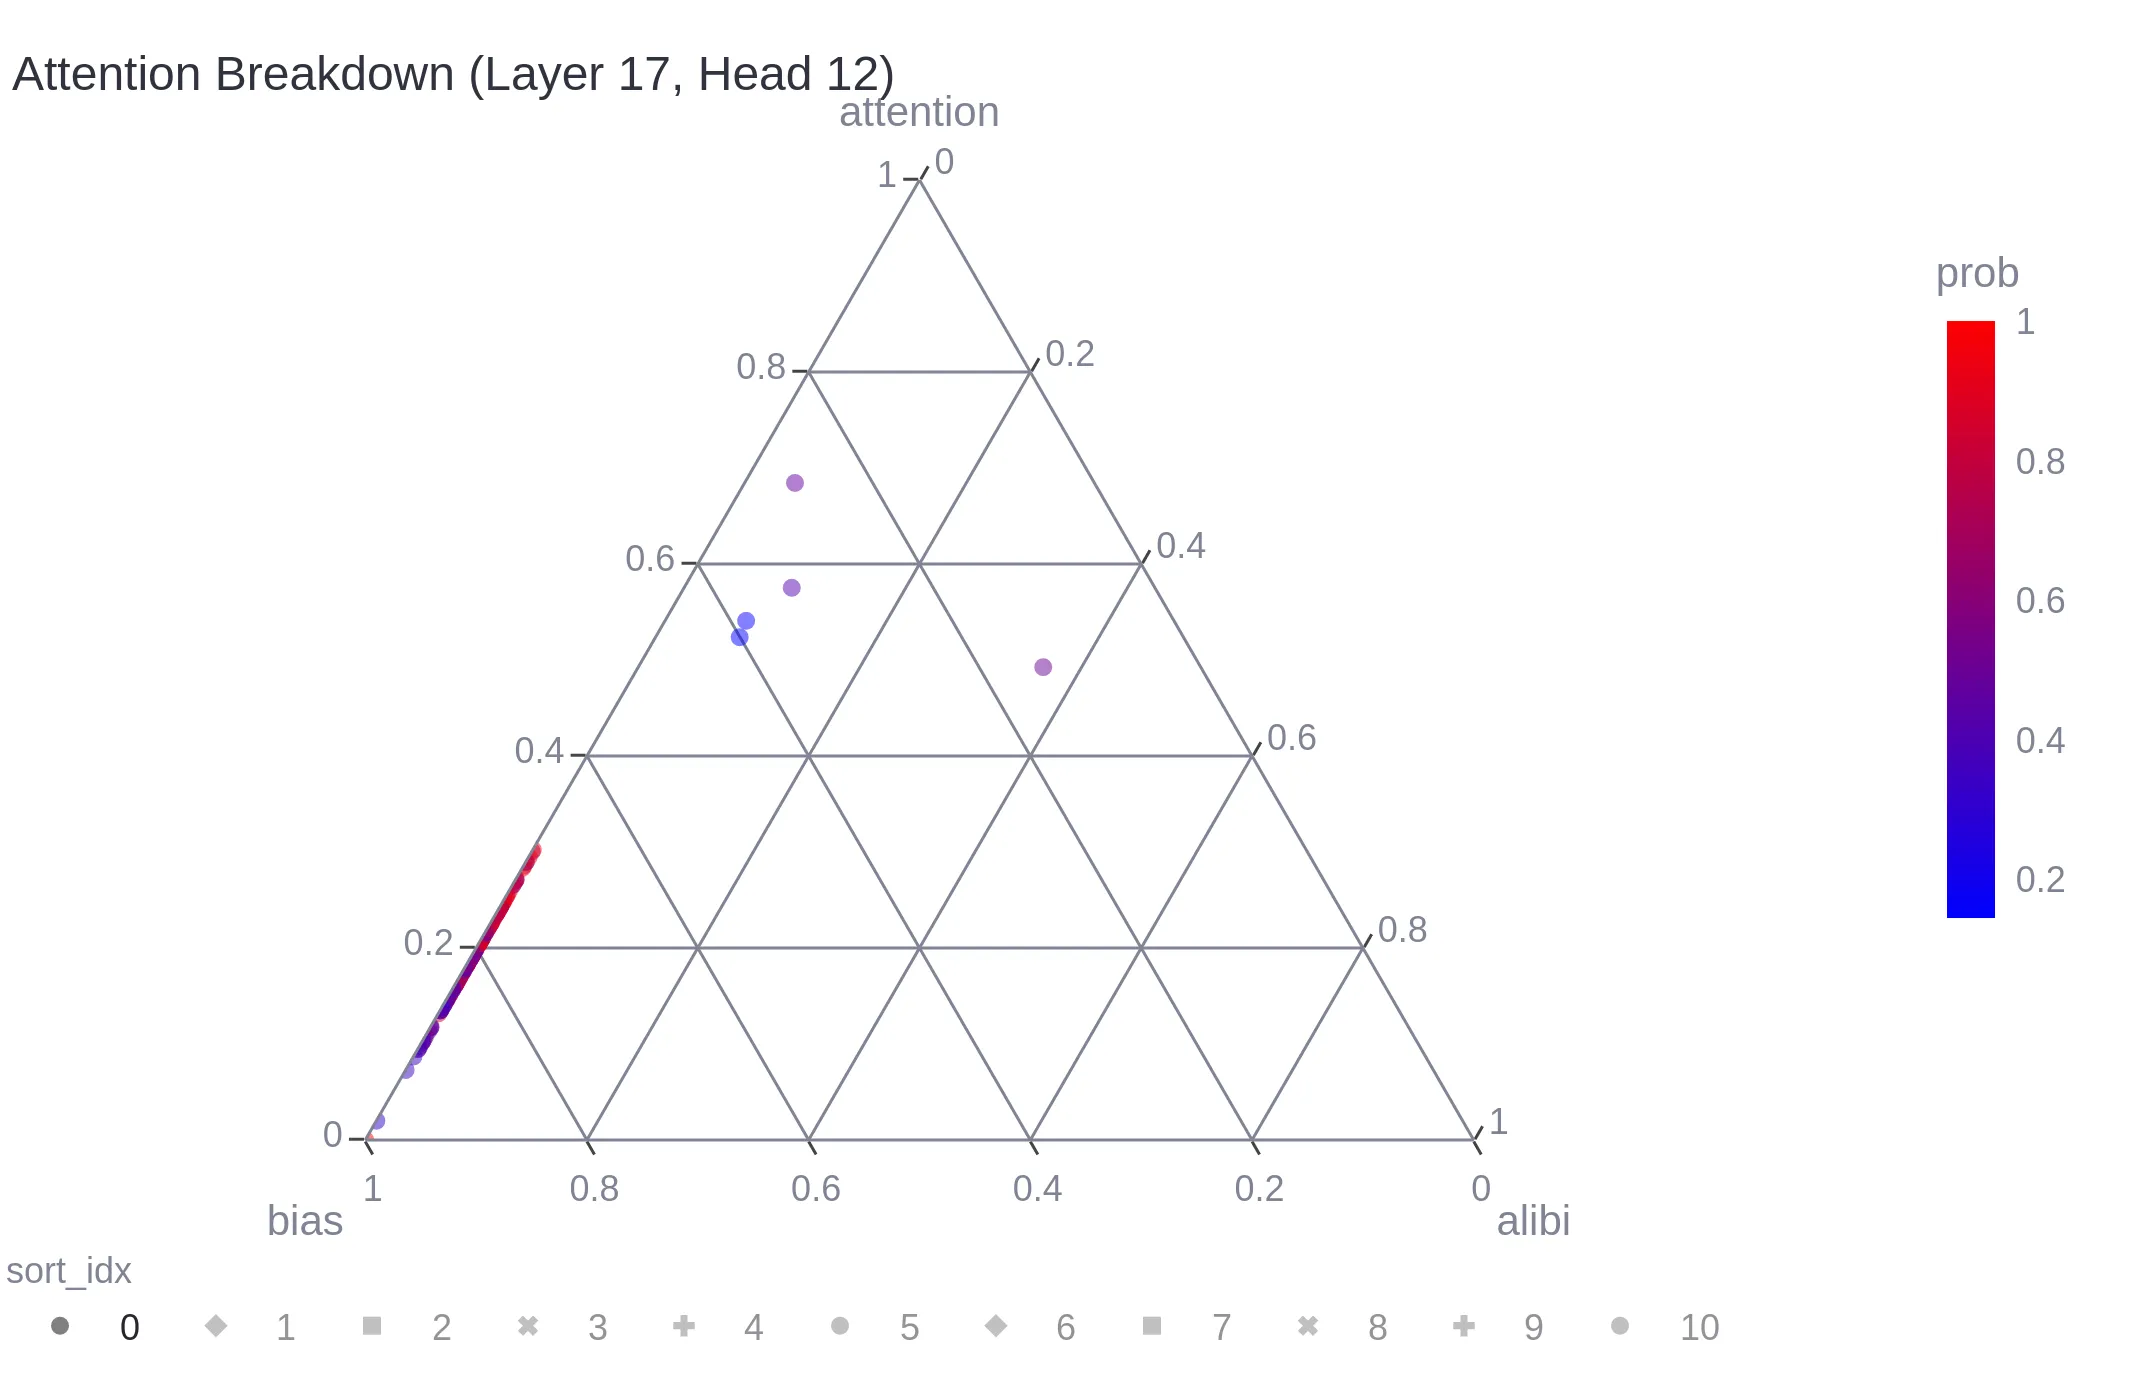 Attention Breakdown (Layer 17, Head 12)
attention
1 0
0.8 0.2
0.6 0.4
0.4 0.6
0.2 0.8
0 1
1 0.8 0.6 0.4 0.2 0
bias alibi
prob
1
0.8
0.6
0.4
0.2
sort_idx
0 1 2 3 4 5 6 7 8 9 10